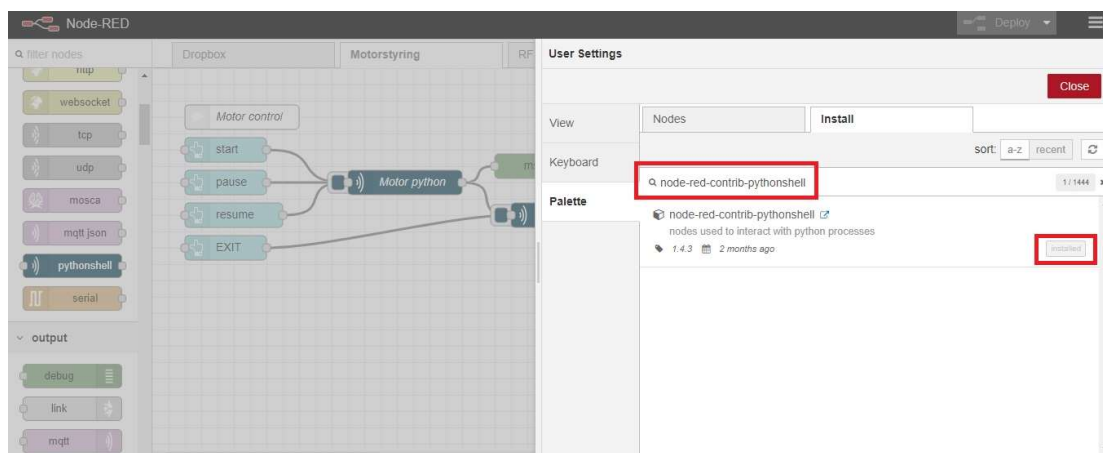 Node-RED
Deploy
filter nodes
http
websocket
tcp
udp
mosca
mqtt json
pythonshell
serial
output
debug
link
mqtt
Dropbox
Motorstyring
RF
Motor control
start
pause
resume
EXIT
Motor python
User Settings
Close
View
Keyboard
Palette
Nodes
Install
sort: a-z recent
node-red-contrib-pythonshell
1 / 1444
node-red-contrib-pythonshell
nodes used to interact with python processes
1.4.3 2 months ago
installed